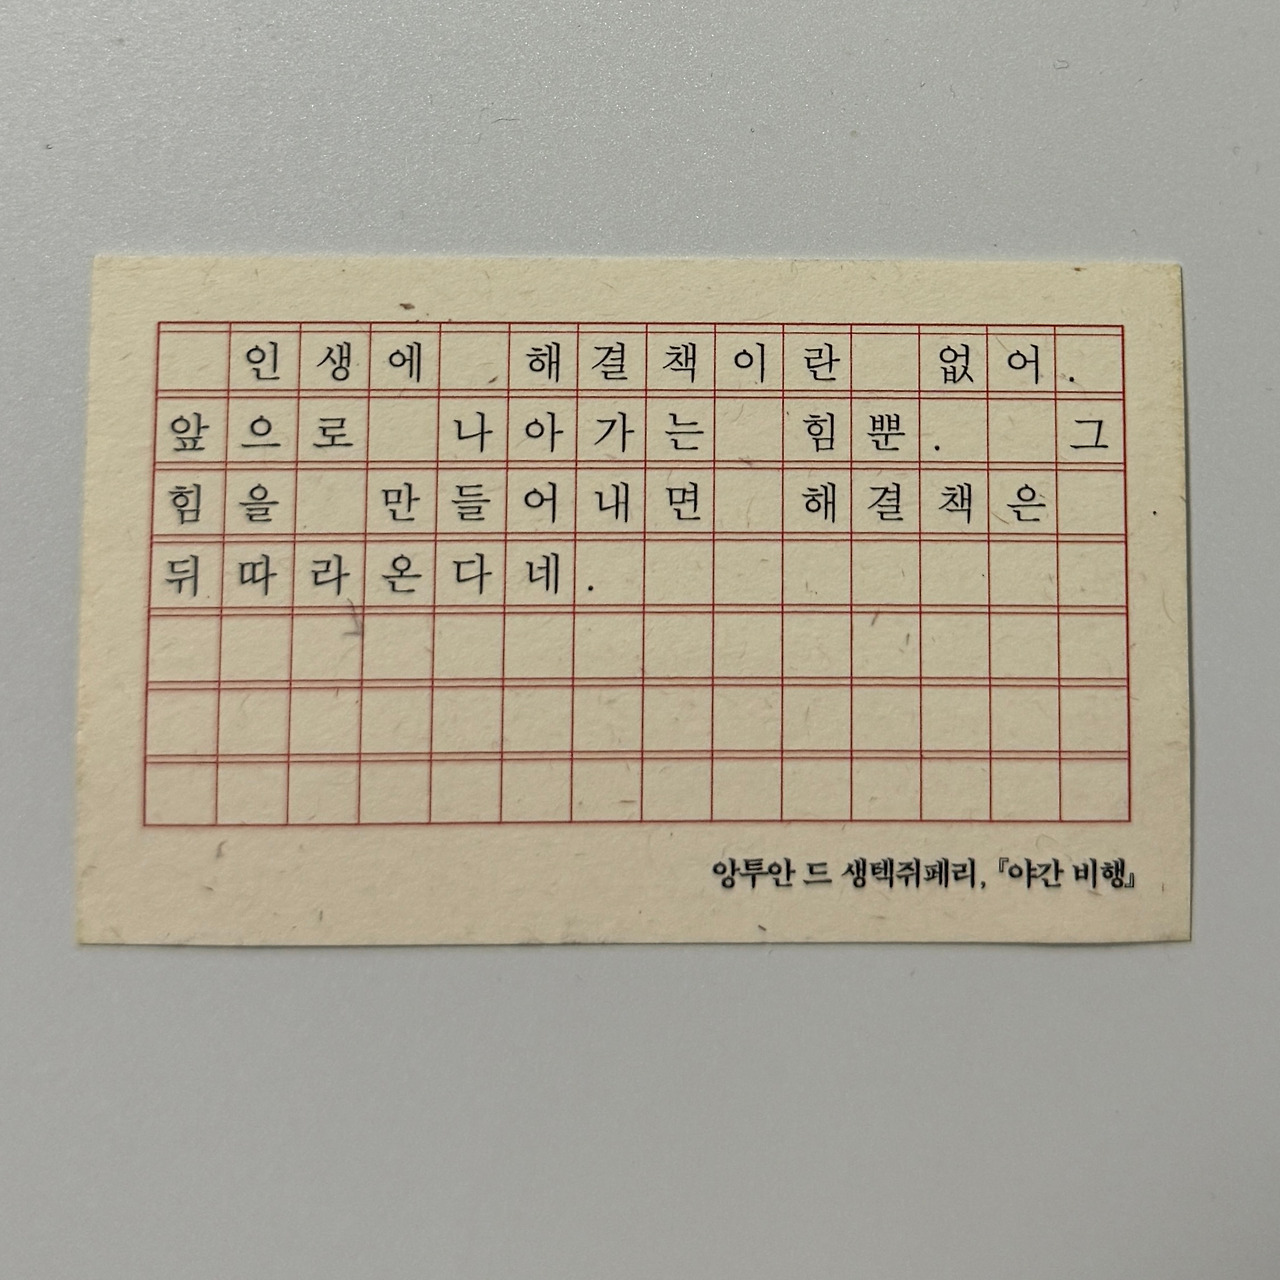 인생에 해결책이란 없어.
앞으로 나아가는 힘뿐. 그
힘을 만들어내면 해결책은
뒤따라온다네.
앙투안 드 생텍쥐페리, 『야간 비행』